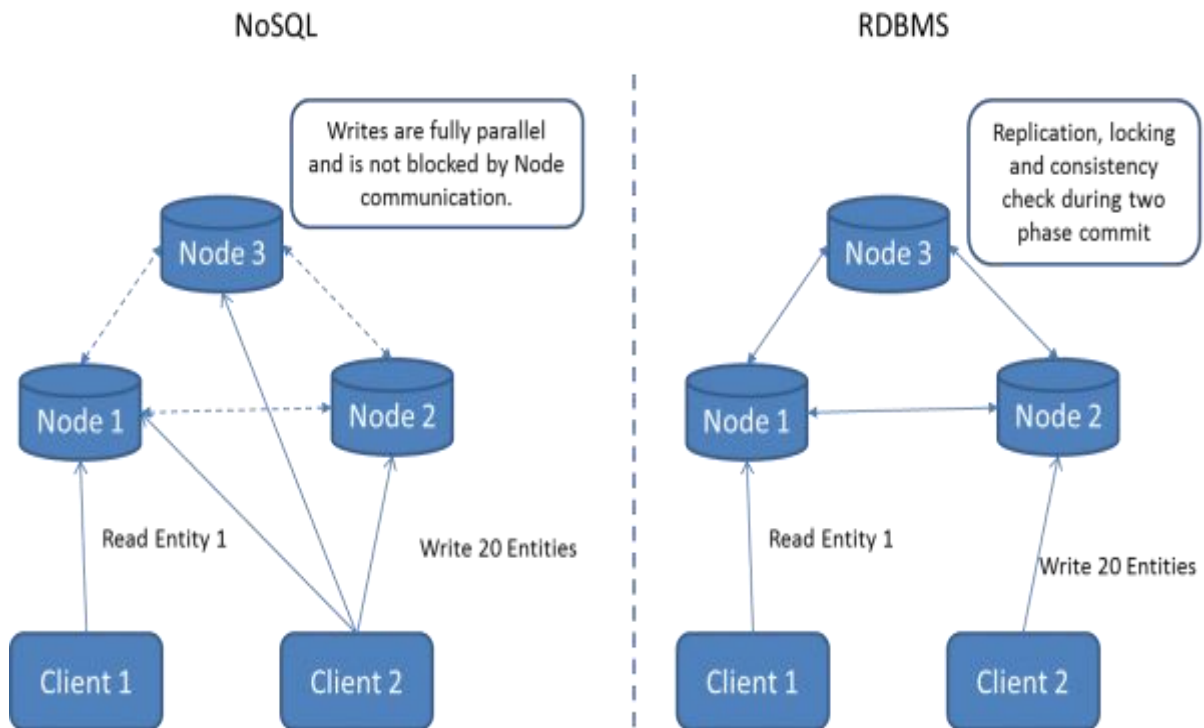 NoSQL
Writes are fully parallel
and is not blocked by Node
communication.
Node 3
Node 1
Node 2
Read Entity 1
Write 20 Entities
Client 1
Client 2
RDBMS
Replication, locking
and consistency
check during two
phase commit
Node 3
Node 1
Node 2
Read Entity 1
Write 20 Entities
Client 1
Client 2